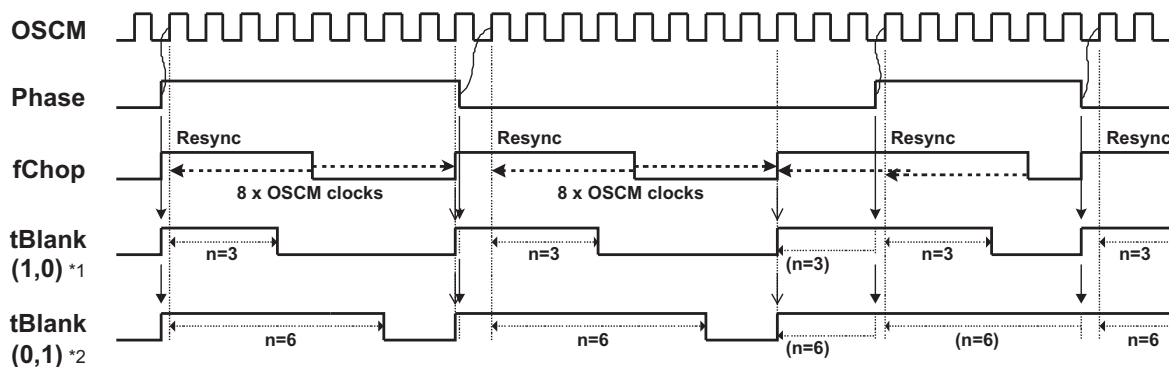 OSCM
Phase
Resync Resync Resync Resync
fChop
8 x OSCM clocks 8 x OSCM clocks
tBlank
(1,0) *1
n=3 n=3 (n=3) n=3 n=3
tBlank
(0,1) *2
n=6 n=6 (n=6) (n=6) n=6